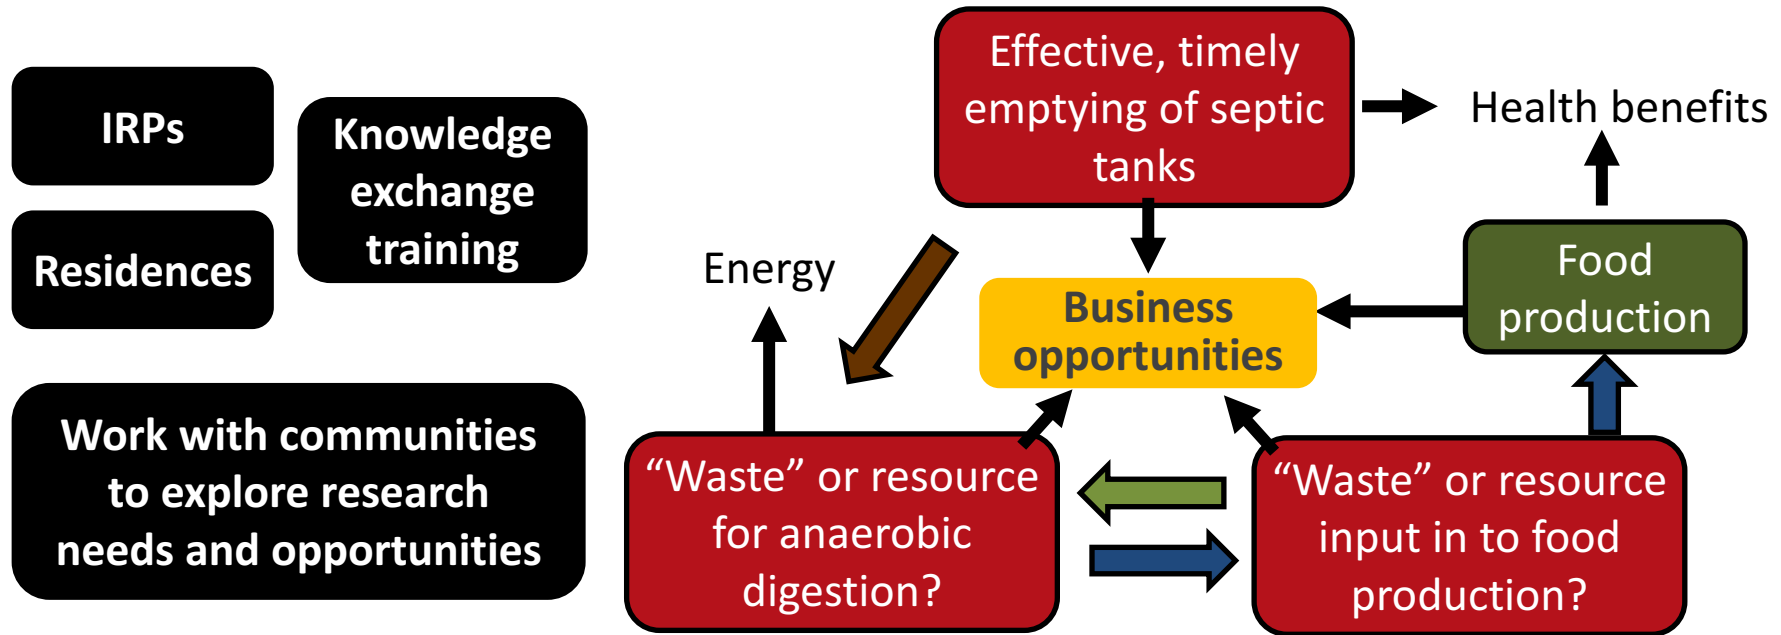 IRPs
Residences
Knowledge
exchange
training
Work with communities
to explore research
needs and opportunities
Effective, timely
emptying of septic
tanks
Health benefits
Energy
Business
opportunities
Food
production
“Waste” or resource
for anaerobic
digestion?
“Waste” or resource
input in to food
production?